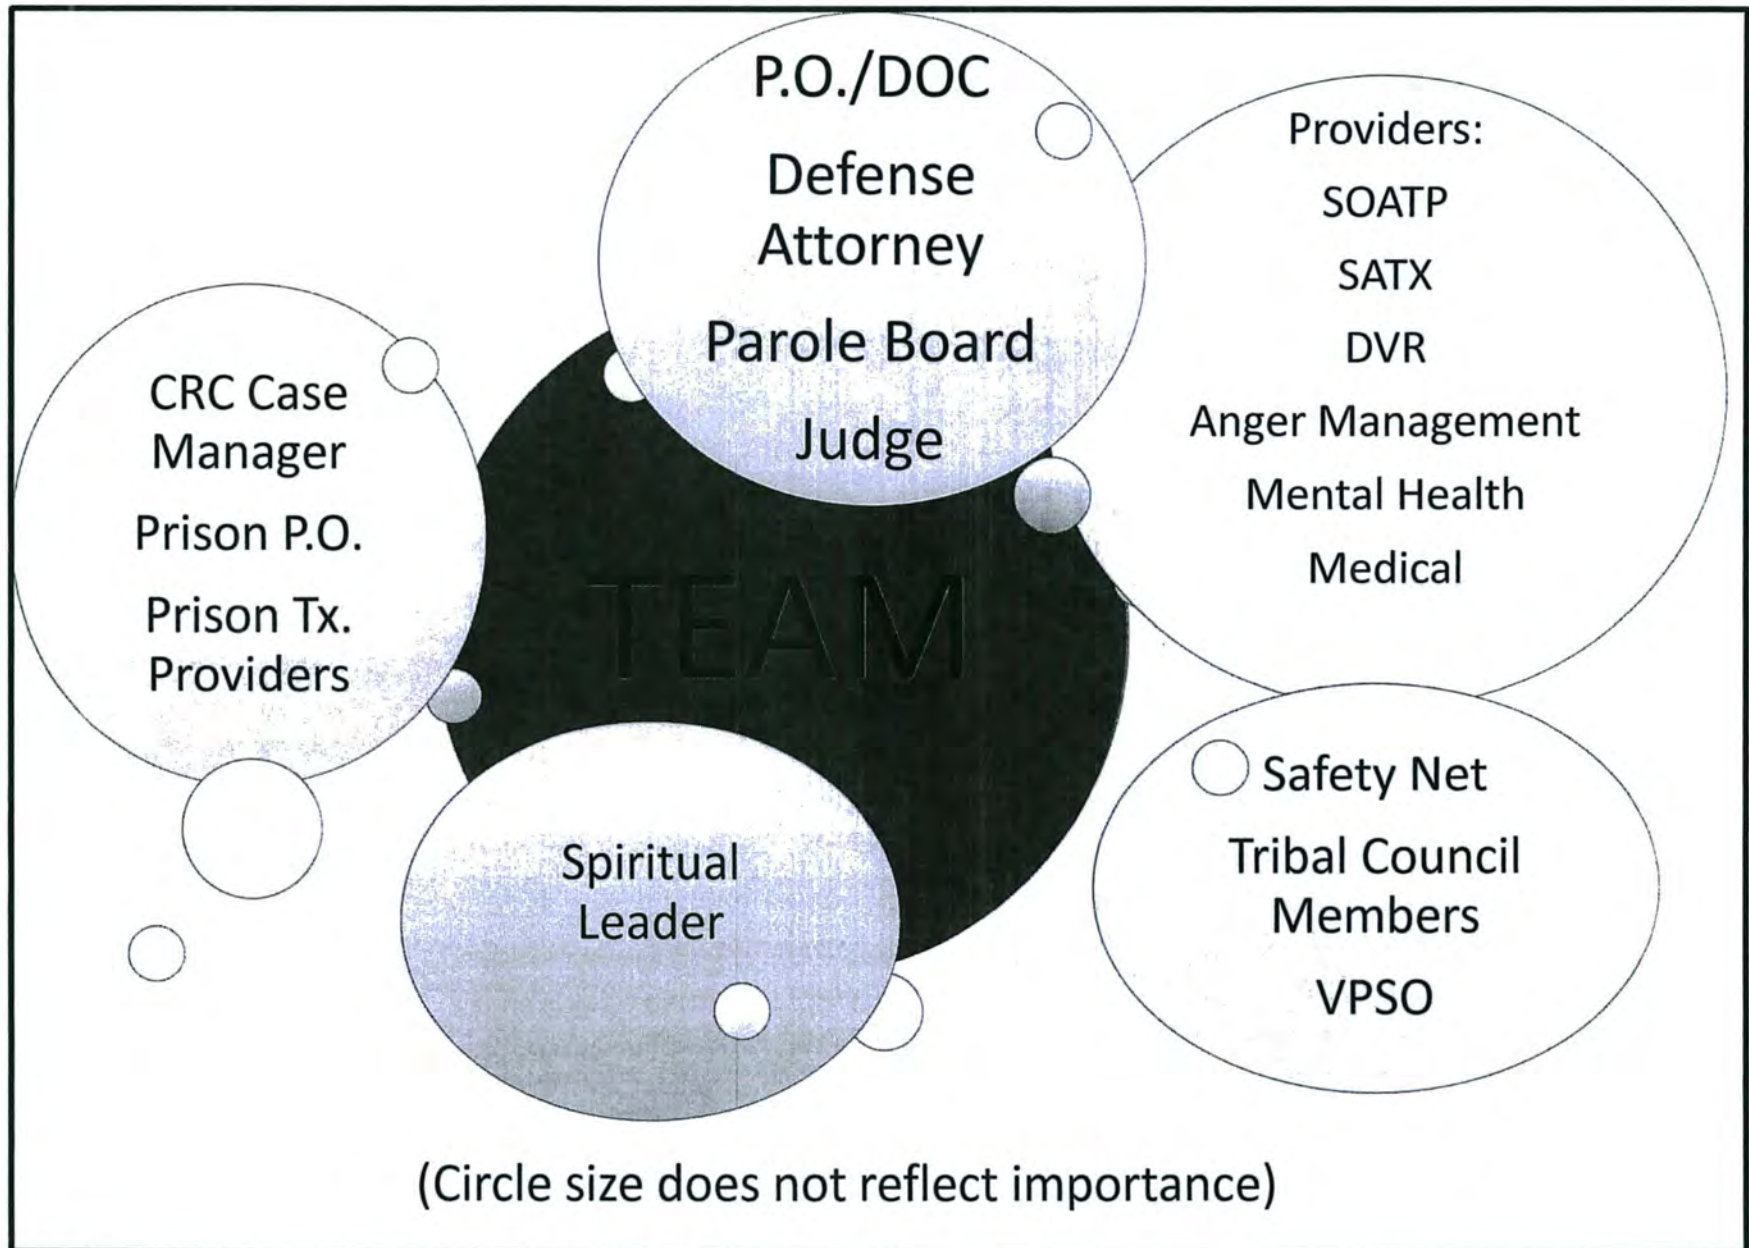 P.O./DOC
Defense
Attorney
Parole Board
Judge
Providers:
SOATP
SATX
DVR
Anger Management
Mental Health
Medical
CRC Case
Manager
Prison P.O.
Prison Tx.
Providers
TEAM
Spiritual
Leader
Safety Net
Tribal Council
Members
VPSO
(Circle size does not reflect importance)